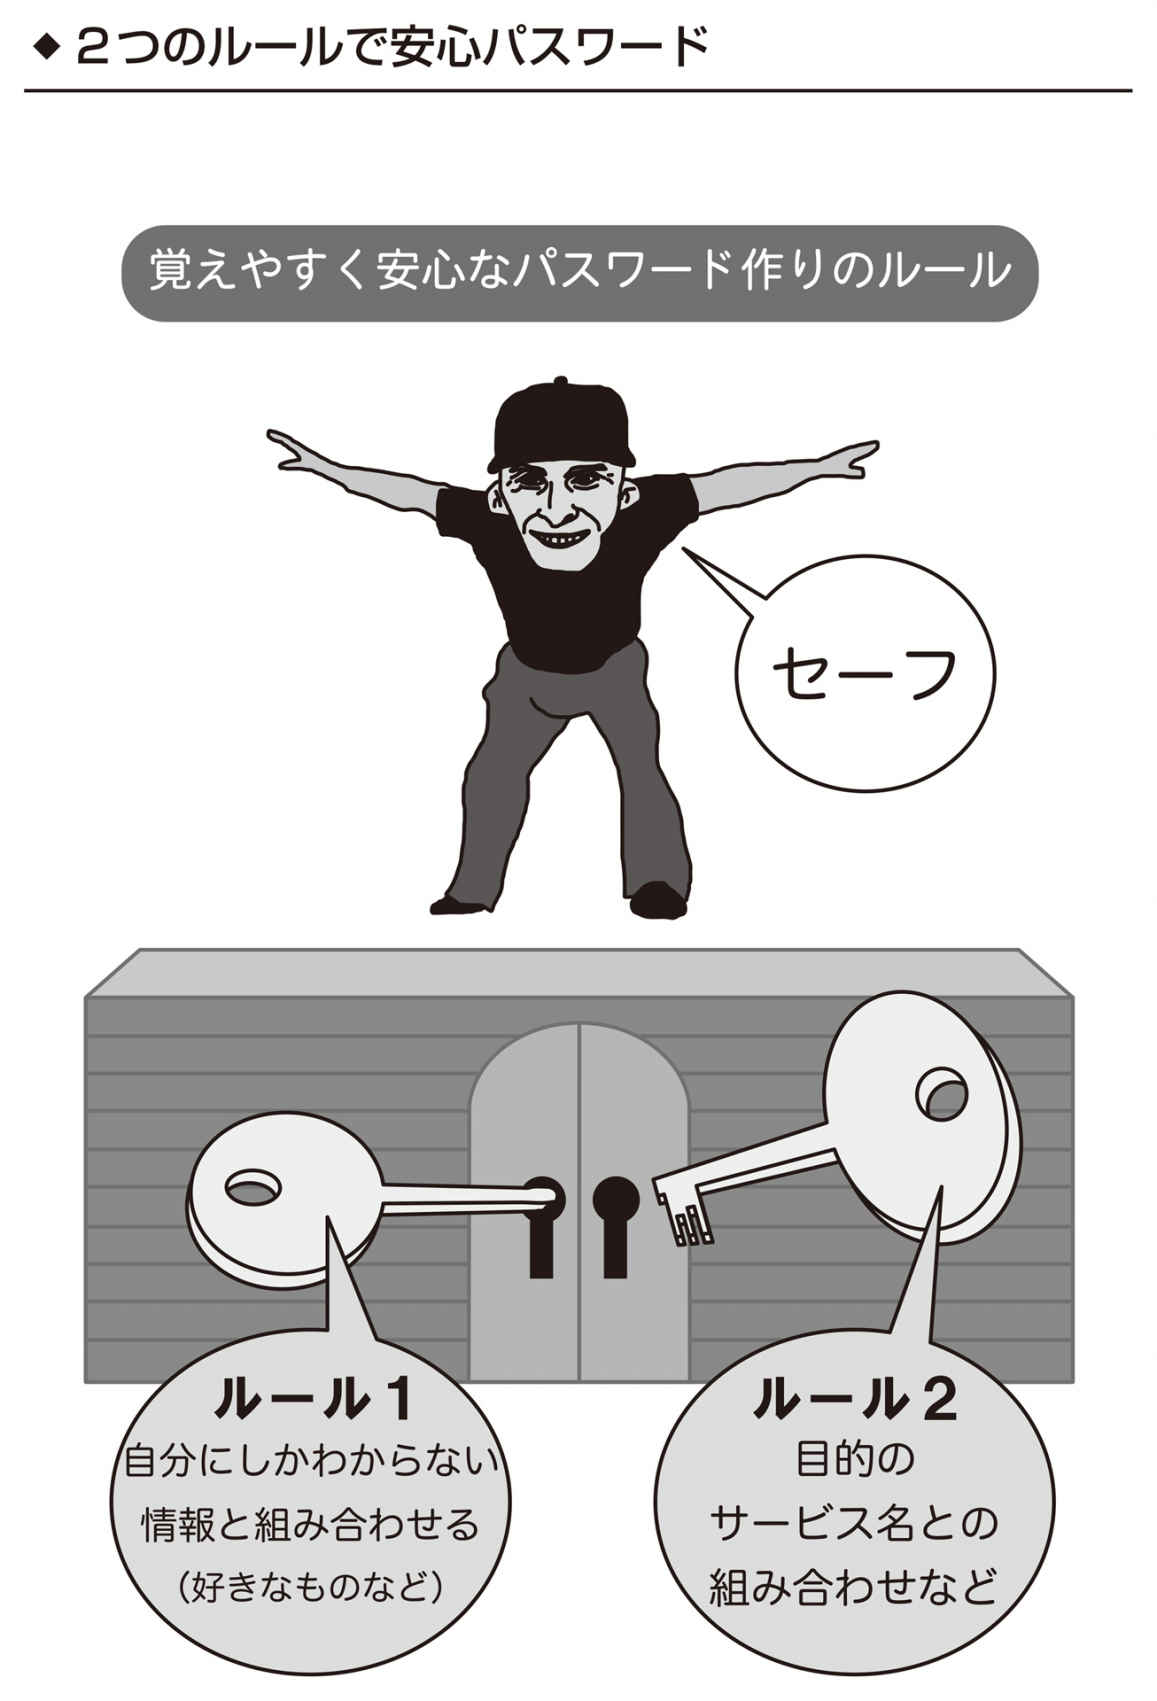 ◆2つのルールで安心パスワード
覚えやすく安心なパスワード作りのルール
セーフ
ルール1
自分にしかわからない
情報と組み合わせる
（好きなものなど）
ルール2
目的の
サービス名との
組み合わせなど